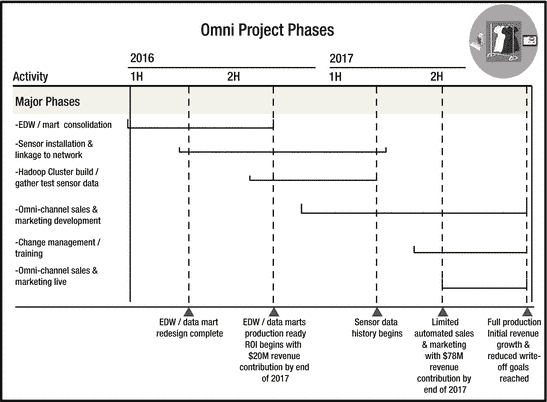 Omni Project Phases
2016 2017
Activity 1H 2H 1H 2H
Major Phases
-EDW / mart consolidation
-Sensor installation &
linkage to network
-Hadoop Cluster build /
gather test sensor data
-Omni-channel sales &
marketing development
-Change management /
training
-Omni-channel sales &
marketing live
EDW / data mart
redesign complete
EDW / data marts
production ready
ROI begins with
$20M revenue
contribution by end
of 2017
Sensor data
history begins
Limited
automated sales
& marketing
with $78M
revenue
contribution by
end of 2017
Full production
Initial revenue
growth &
reduced write-
off goals
reached